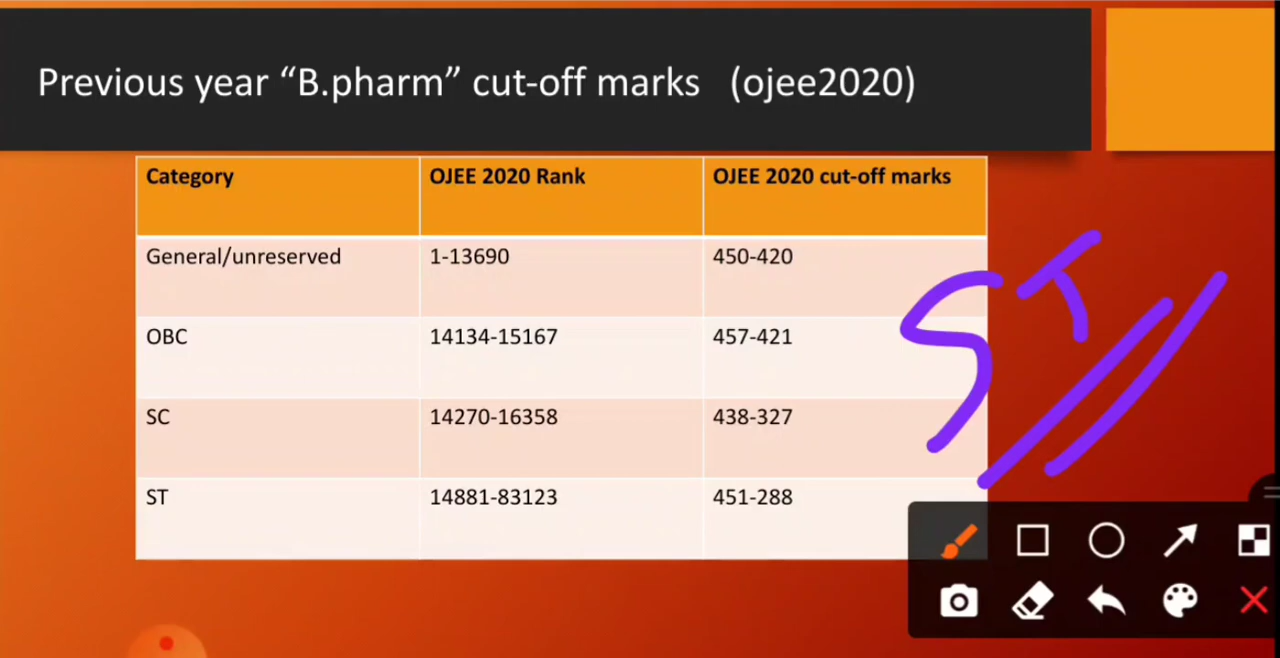 Previous year “B.pharm” cut-off marks (ojee2020)
Category OJEE 2020 Rank OJEE 2020 cut-off marks
General/unreserved 1-13690 450-420
OBC 14134-15167 457-421
SC 14270-16358 438-327
ST 14881-83123 451-288
ST